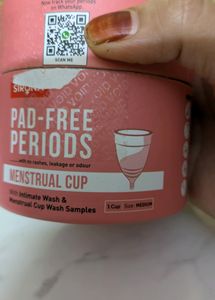 Now track your periods
on WhatsApp.
SCAN ME
PAD-FREE
PERIODS
with no rashes, leakage or odour
MENSTRUAL CUP
With Intimate Wash &
Menstrual Cup Wash Samples
1 Cup Size: MEDIUM